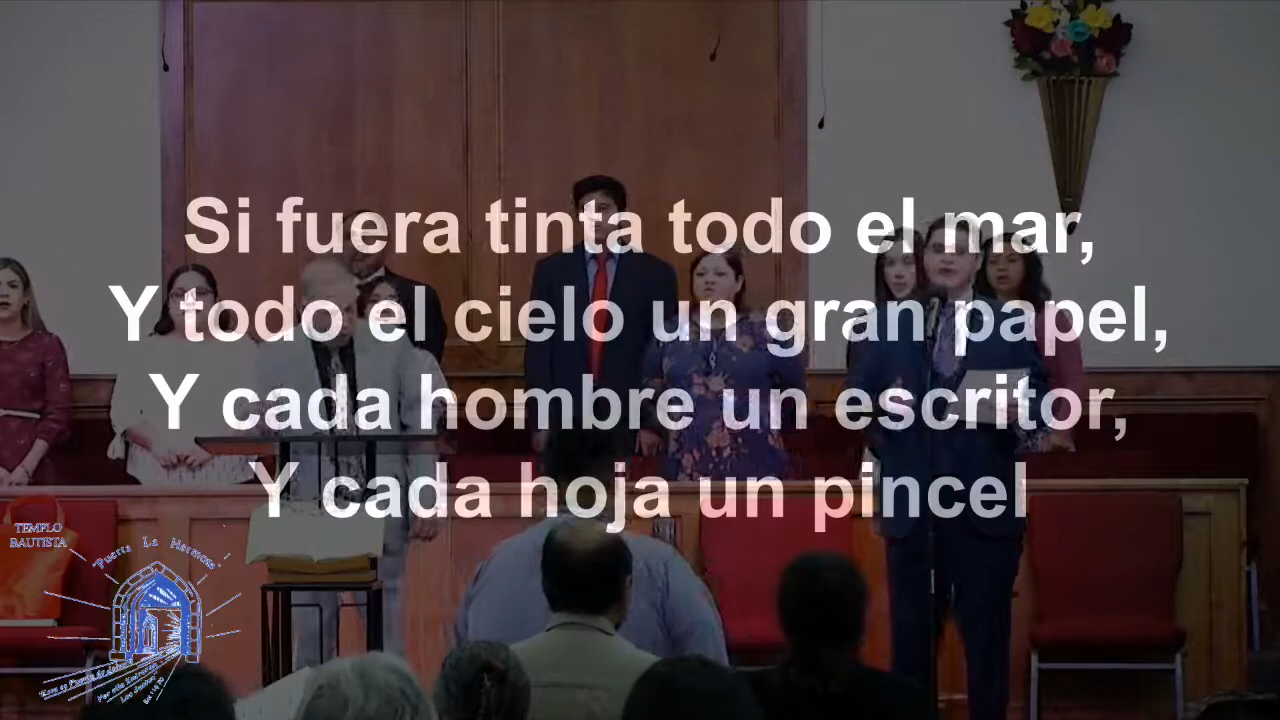 Si fuera tinta todo el mar,
Y todo el cielo un gran papel,
Y cada hombre un escritor,
Y cada hoja un pincel
TEMPLO
BAUTISTA
"Puerta La Hermosa"